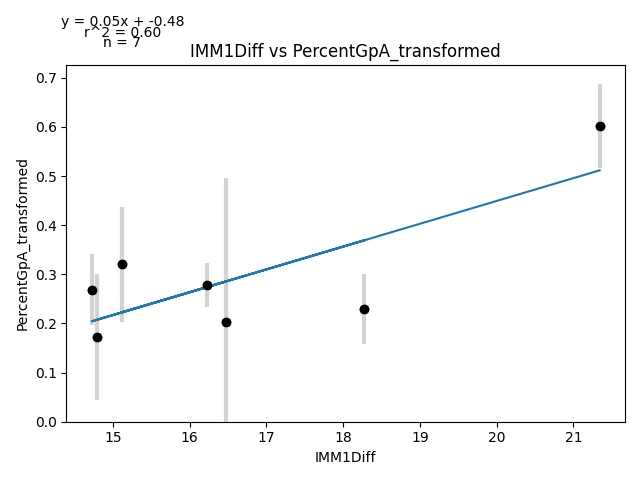 y = 0.05x + -0.48
r^2 = 0.60
n = 7
IMM1Diff vs PercentGpA_transformed
0.7
0.6
0.5
0.4
0.3
0.2
0.1
0.0
PercentGpA_transformed
15 16 17 18 19 20 21
IMM1Diff